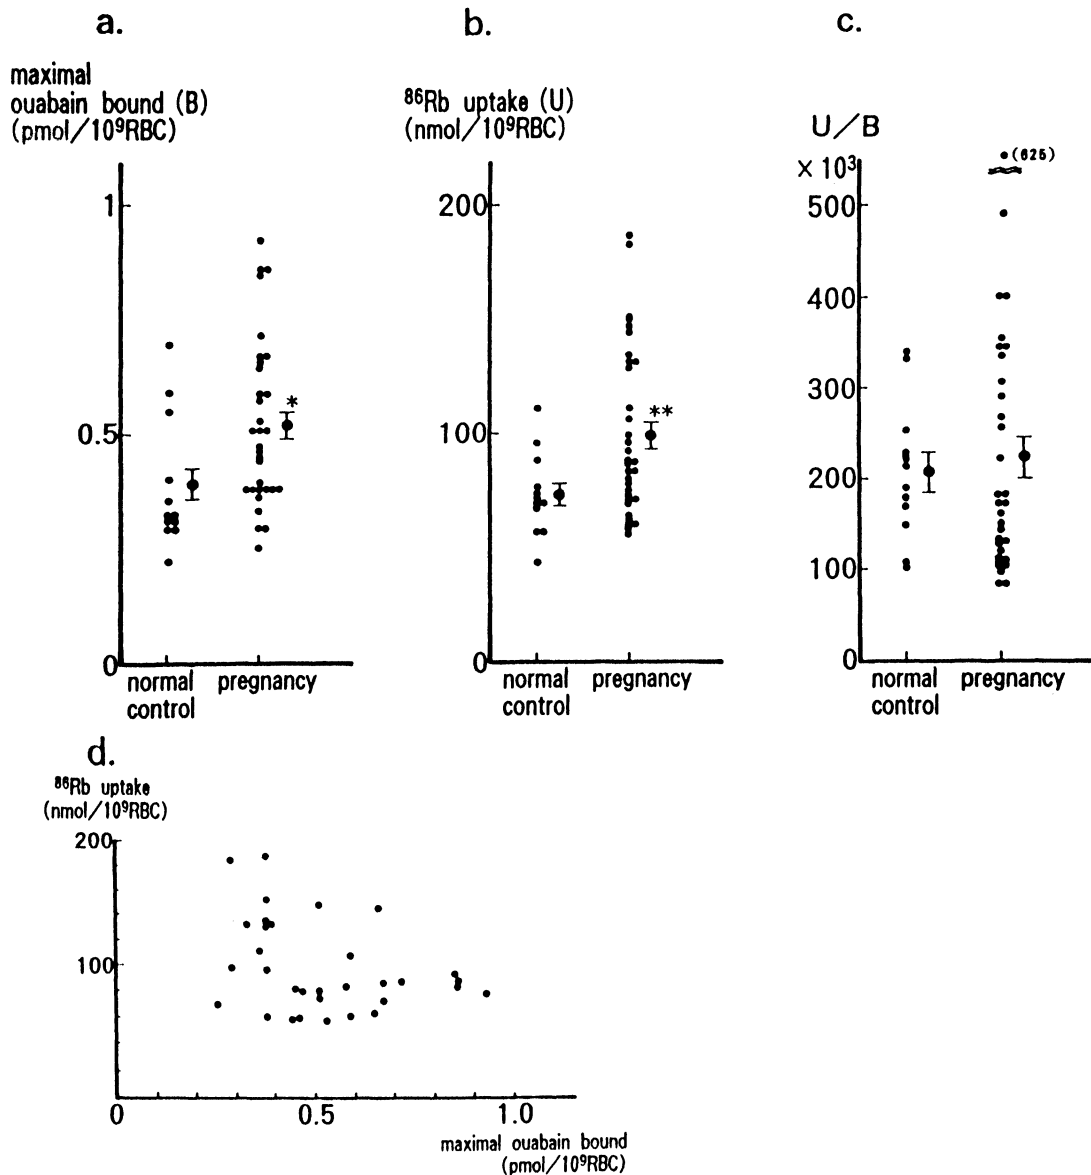 a.
maximal
ouabain bound (B)
(pmol/10⁹RBC)
1
0.5
0
*
normal
control
pregnancy
b.
⁸⁶Rb uptake (U)
(nmol/10⁹RBC)
200
100
0
**
normal
control
pregnancy
c.
U/B
×10³
(625)
500
400
300
200
100
0
normal
control
pregnancy
d.
⁸⁶Rb uptake
(nmol/10⁹RBC)
200
100
0
0.5
1.0
maximal ouabain bound
(pmol/10⁹RBC)